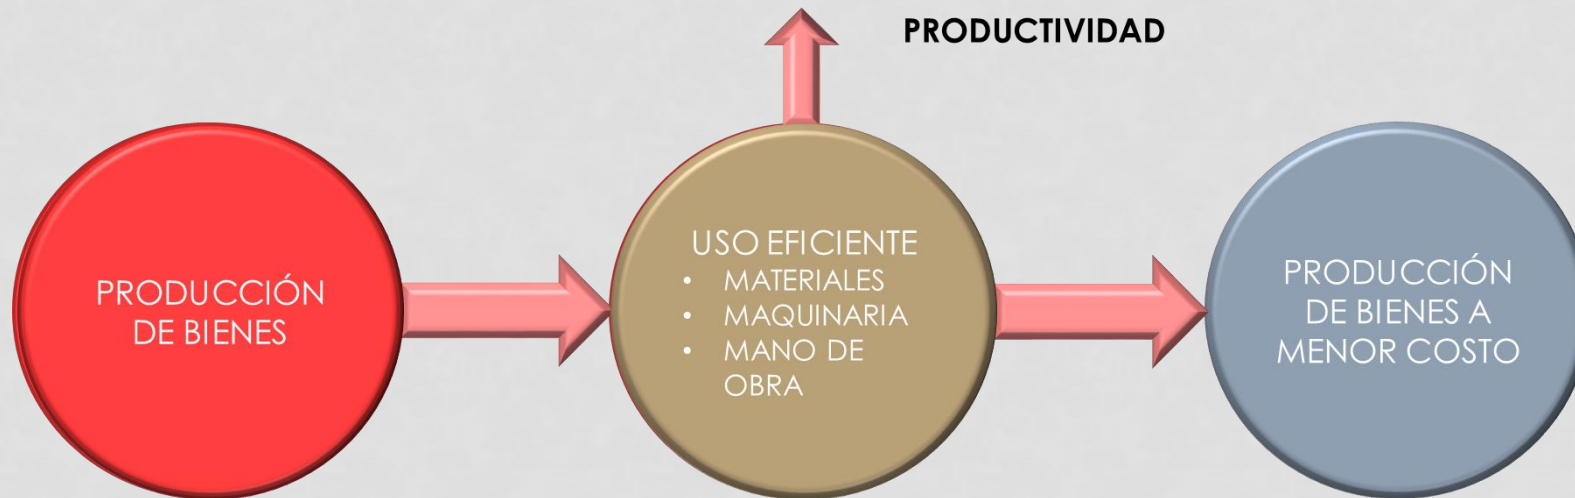 PRODUCTIVIDAD
PRODUCCIÓN
DE BIENES
USO EFICIENTE
• MATERIALES
• MAQUINARIA
• MANO DE
OBRA
PRODUCCIÓN
DE BIENES A
MENOR COSTO